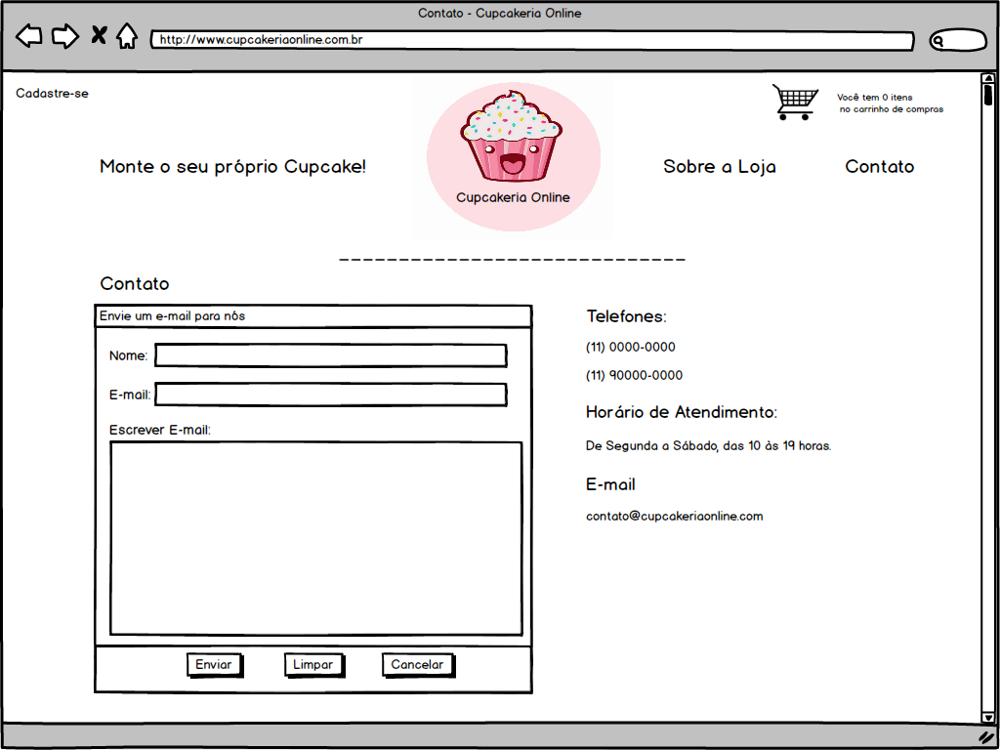 Contato - Cupcakeria Online
http://www.cupcakeriaonline.com.br
Cadastre-se
Você tem 0 itens
no carrinho de compras
Monte o seu próprio Cupcake!
Cupcakeria Online
Sobre a Loja
Contato
Contato
Envie um e-mail para nós
Nome:
E-mail:
Escrever E-mail:
Enviar
Limpar
Cancelar
Telefones:
(11) 0000-0000
(11) 90000-0000
Horário de Atendimento:
De Segunda a Sábado, das 10 às 19 horas.
E-mail
contato@cupcakeriaonline.com